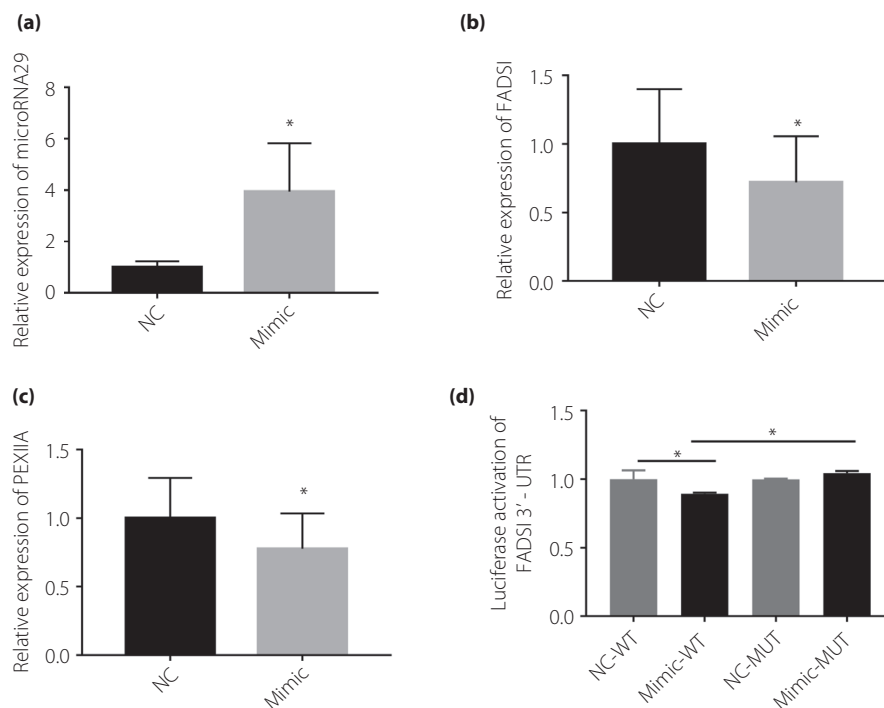 (a)
Relative expression of microRNA29
8
6
4
2
0
*
NC
Mimic
(b)
Relative expression of FADSI
1.5
1.0
0.5
0.0
*
NC
Mimic
(c)
Relative expression of PEXIIA
1.5
1.0
0.5
0.0
*
NC
Mimic
(d)
Luciferase activation of
FADSI 3' - UTR
1.5
1.0
0.5
0.0
*
*
NC-WT
Mimic-WT
NC-MUT
Mimic-MUT